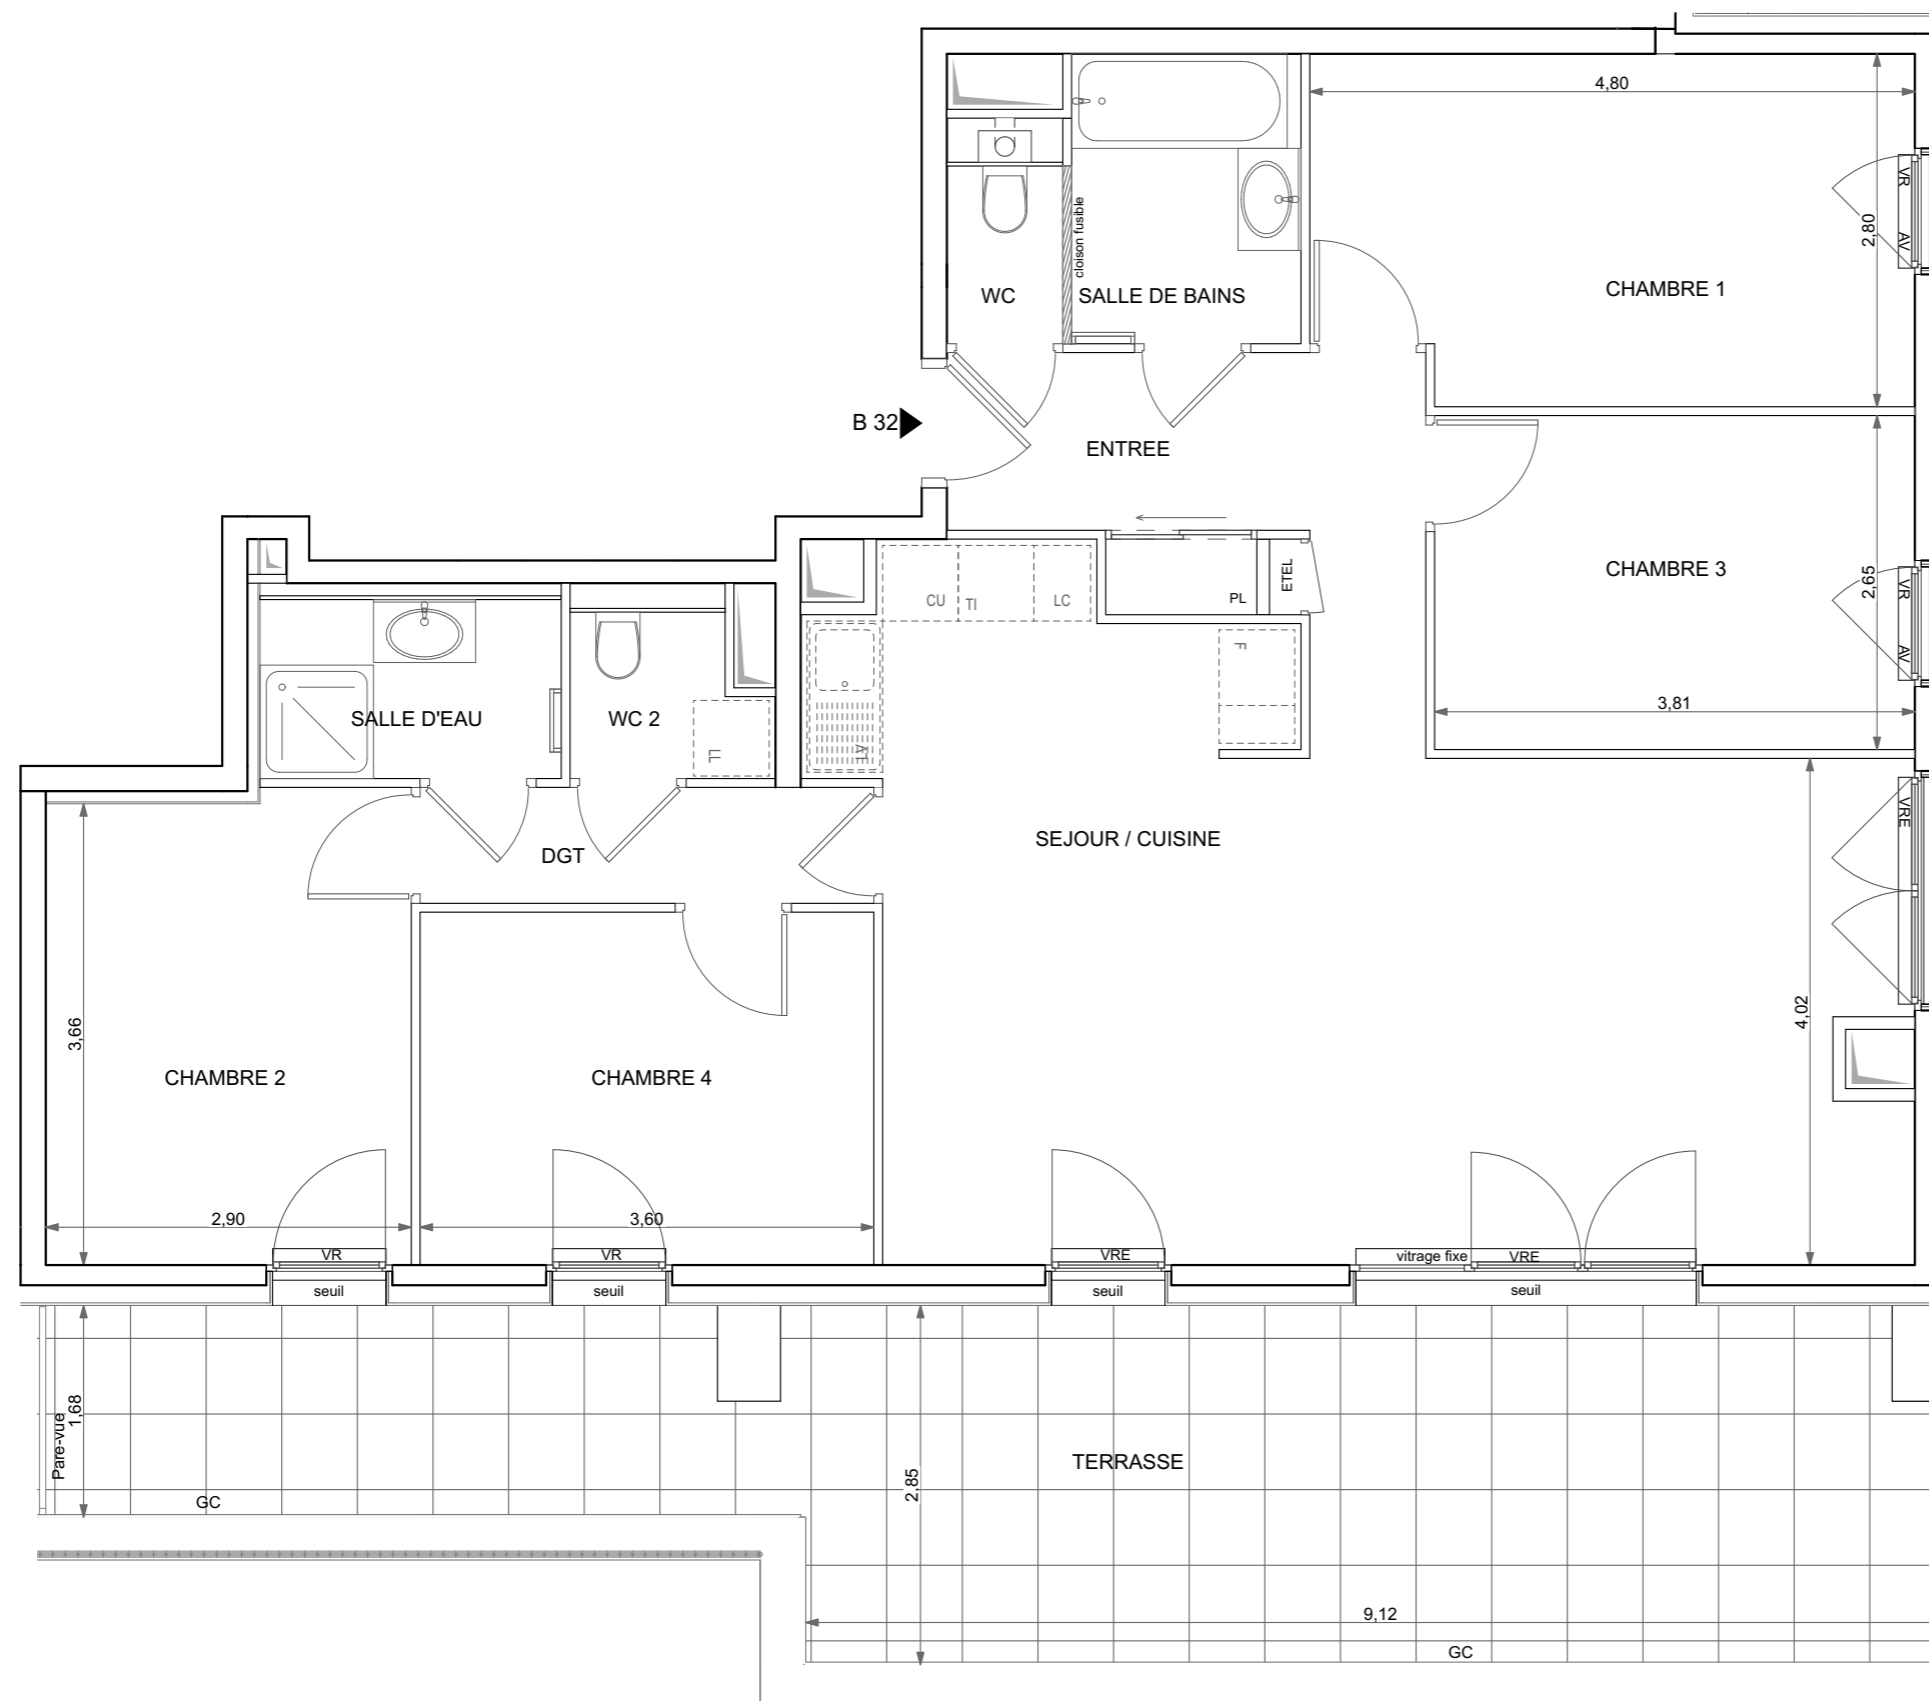 4,80
VR
AV
2,80
cloison fusible
WC
SALLE DE BAINS
CHAMBRE 1
B 32
ENTREE
CHAMBRE 3
VR
AV
2,65
ETEL
PL
CU
TI
LC
F
3,81
SALLE D'EAU
WC 2
LL
VRE
SEJOUR / CUISINE
DGT
4,02
3,66
CHAMBRE 2
CHAMBRE 4
2,90
3,60
VR
VR
VRE
vitrage fixe
VRE
seuil
seuil
seuil
seuil
Pare-vue
1,68
GC
TERRASSE
2,85
9,12
GC